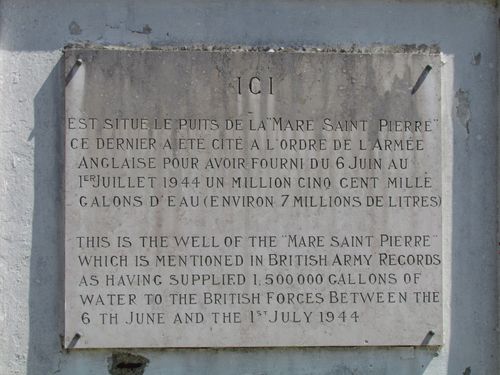 ICI
EST SITUE LE PUITS DE LA "MARE SAINT PIERRE"
CE DERNIER A ETE CITE A L'ORDRE DE L'ARMÉE
ANGLAISE POUR AVOIR FOURNI DU 6 JUIN AU
1ER JUILLET 1944 UN MILLION CINQ CENT MILLE
GALONS D'EAU (ENVIRON 7 MILLIONS DE LITRES)
THIS IS THE WELL OF THE "MARE SAINT PIERRE"
WHICH IS MENTIONED IN BRITISH ARMY RECORDS
AS HAVING SUPPLIED 1.500000 GALLONS OF
WATER TO THE BRITISH FORCES BETWEEN THE
6 TH JUNE AND THE 1ST JULY 1944